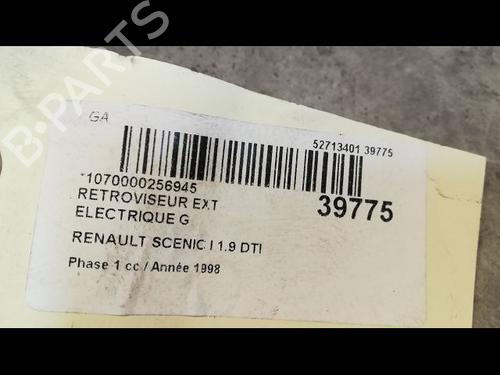 B-PARTS
GA
52713401 39775
*1070000256945
RETROVISEUR EXT
ELECTRIQUE G
39775
RENAULT SCENIC I 1.9 DTI
Phase 1 cc / Année 1998